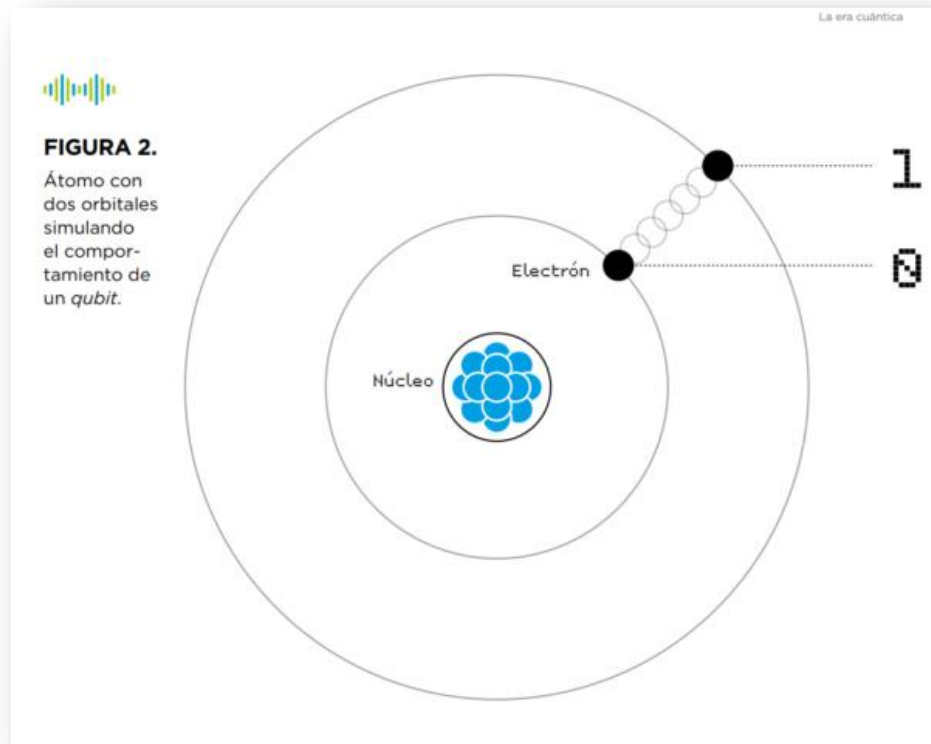 La era cuántica
FIGURA 2.
Átomo con
dos orbitales
simulando
el compor-
tamiento de
un qubit.
1
Electrón
0
Núcleo